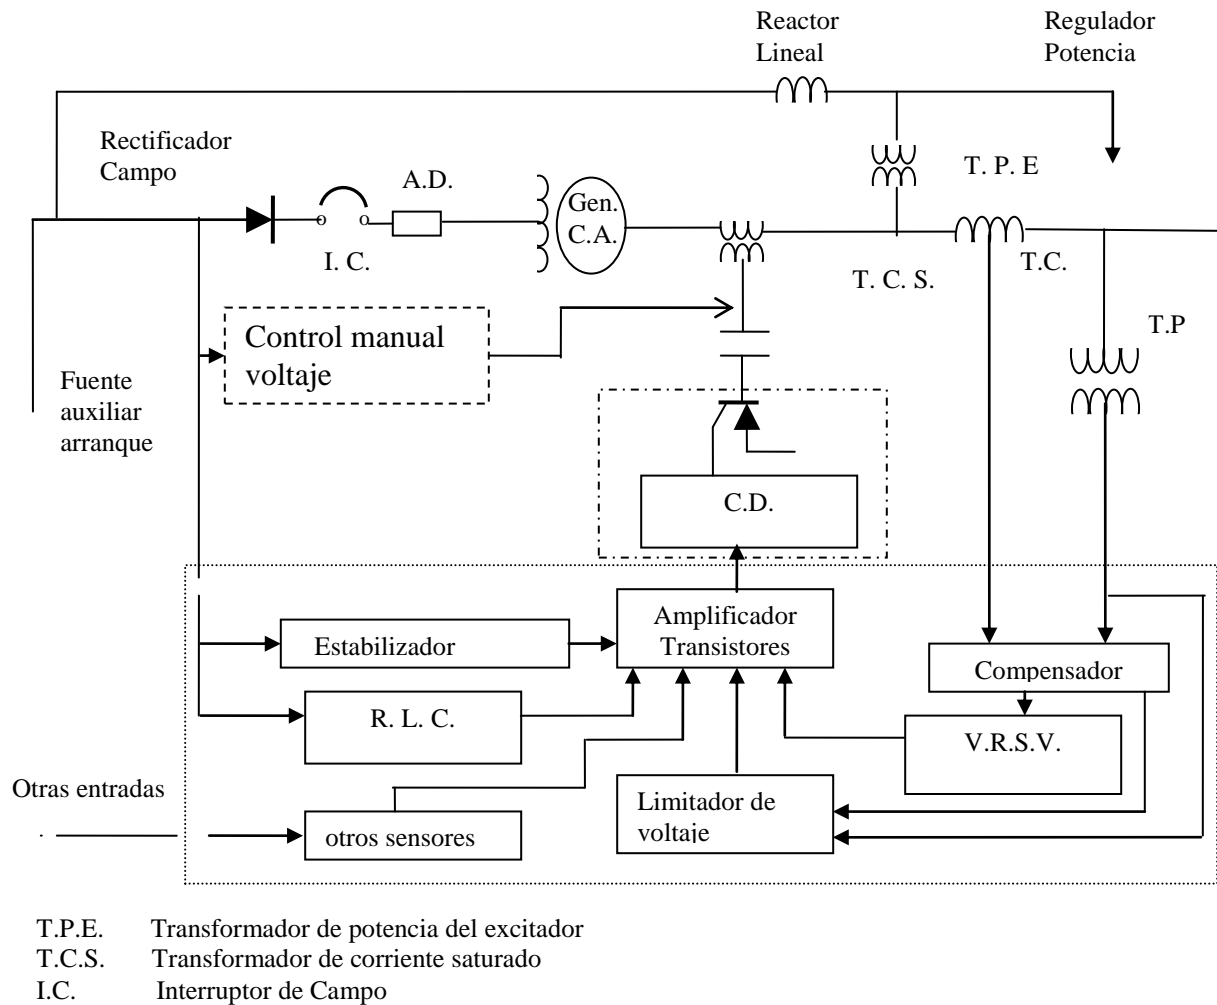 Reactor
Lineal
Regulador
Potencia
Rectificador
Campo
A.D.
T. P. E
Gen.
C.A.
I. C.
T. C. S.
T.C.
T.P
Control manual
voltaje
Fuente
auxiliar
arranque
C.D.
Amplificador
Transistores
Estabilizador
Compensador
R. L. C.
V.R.S.V.
Otras entradas
Limitador de
voltaje
otros sensores
T.P.E. Transformador de potencia del excitador
T.C.S. Transformador de corriente saturado
I.C. Interruptor de Campo